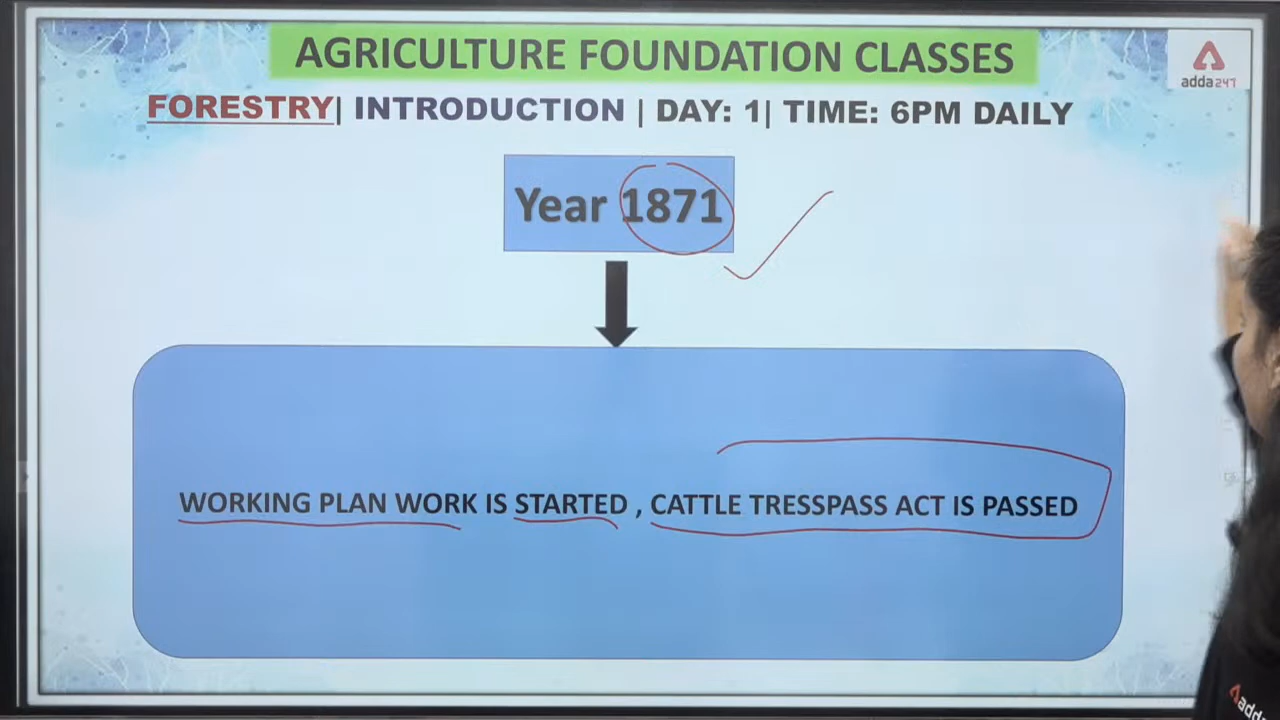 AGRICULTURE FOUNDATION CLASSES
adda247
FORESTRY| INTRODUCTION | DAY: 1| TIME: 6PM DAILY
Year 1871
WORKING PLAN WORK IS STARTED , CATTLE TRESSPASS ACT IS PASSED